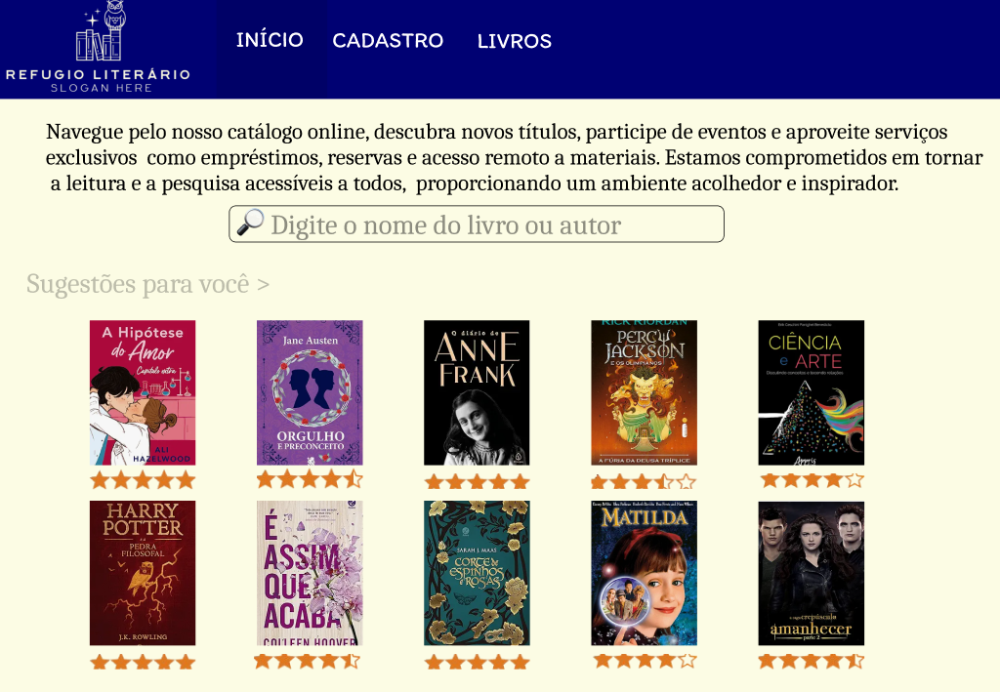 REFUGIO LITERÁRIO
SLOGAN HERE
INÍCIO
CADASTRO
LIVROS
Navegue pelo nosso catálogo online, descubra novos títulos, participe de eventos e aproveite serviços
exclusivos como empréstimos, reservas e acesso remoto a materiais. Estamos comprometidos em tornar
a leitura e a pesquisa acessíveis a todos, proporcionando um ambiente acolhedor e inspirador.
Digite o nome do livro ou autor
Sugestões para você >
A Hipótese
do Amor
Capítulo extra
ALI
HAZELWOOD
Jane Austen
ORGULHO
E PRECONCEITO
O diário de
ANNE
FRANK
RICK RIORDAN
PERCY
JACKSON
E OS OLIMPIANOS
A FÚRIA DA DEUSA TRÍPLICE
CIÊNCIA
e ARTE
Descobrindo conceitos e tecendo relações
Appris
HARRY
POTTER
e a
PEDRA
FILOSOFAL
J.K. ROWLING
É
ASSIM
QUE
ACABA
COLLEEN HOOVER
SARAH J. MAAS
CORTE de
ESPINHOS
e ROSAS
MATILDA
a saga crepúsculo
amanhecer
parte 2